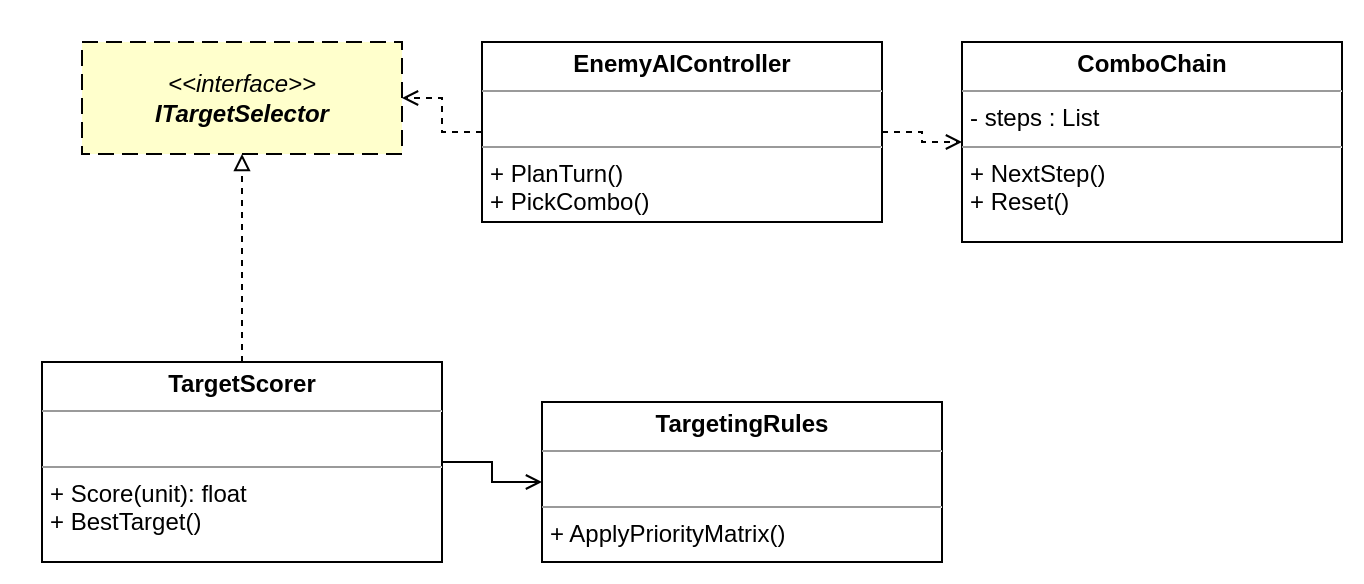 <<interface>>
ITargetSelector
EnemyAIController
+ PlanTurn()
+ PickCombo()
ComboChain
- steps : List
+ NextStep()
+ Reset()
TargetScorer
+ Score(unit): float
+ BestTarget()
TargetingRules
+ ApplyPriorityMatrix()